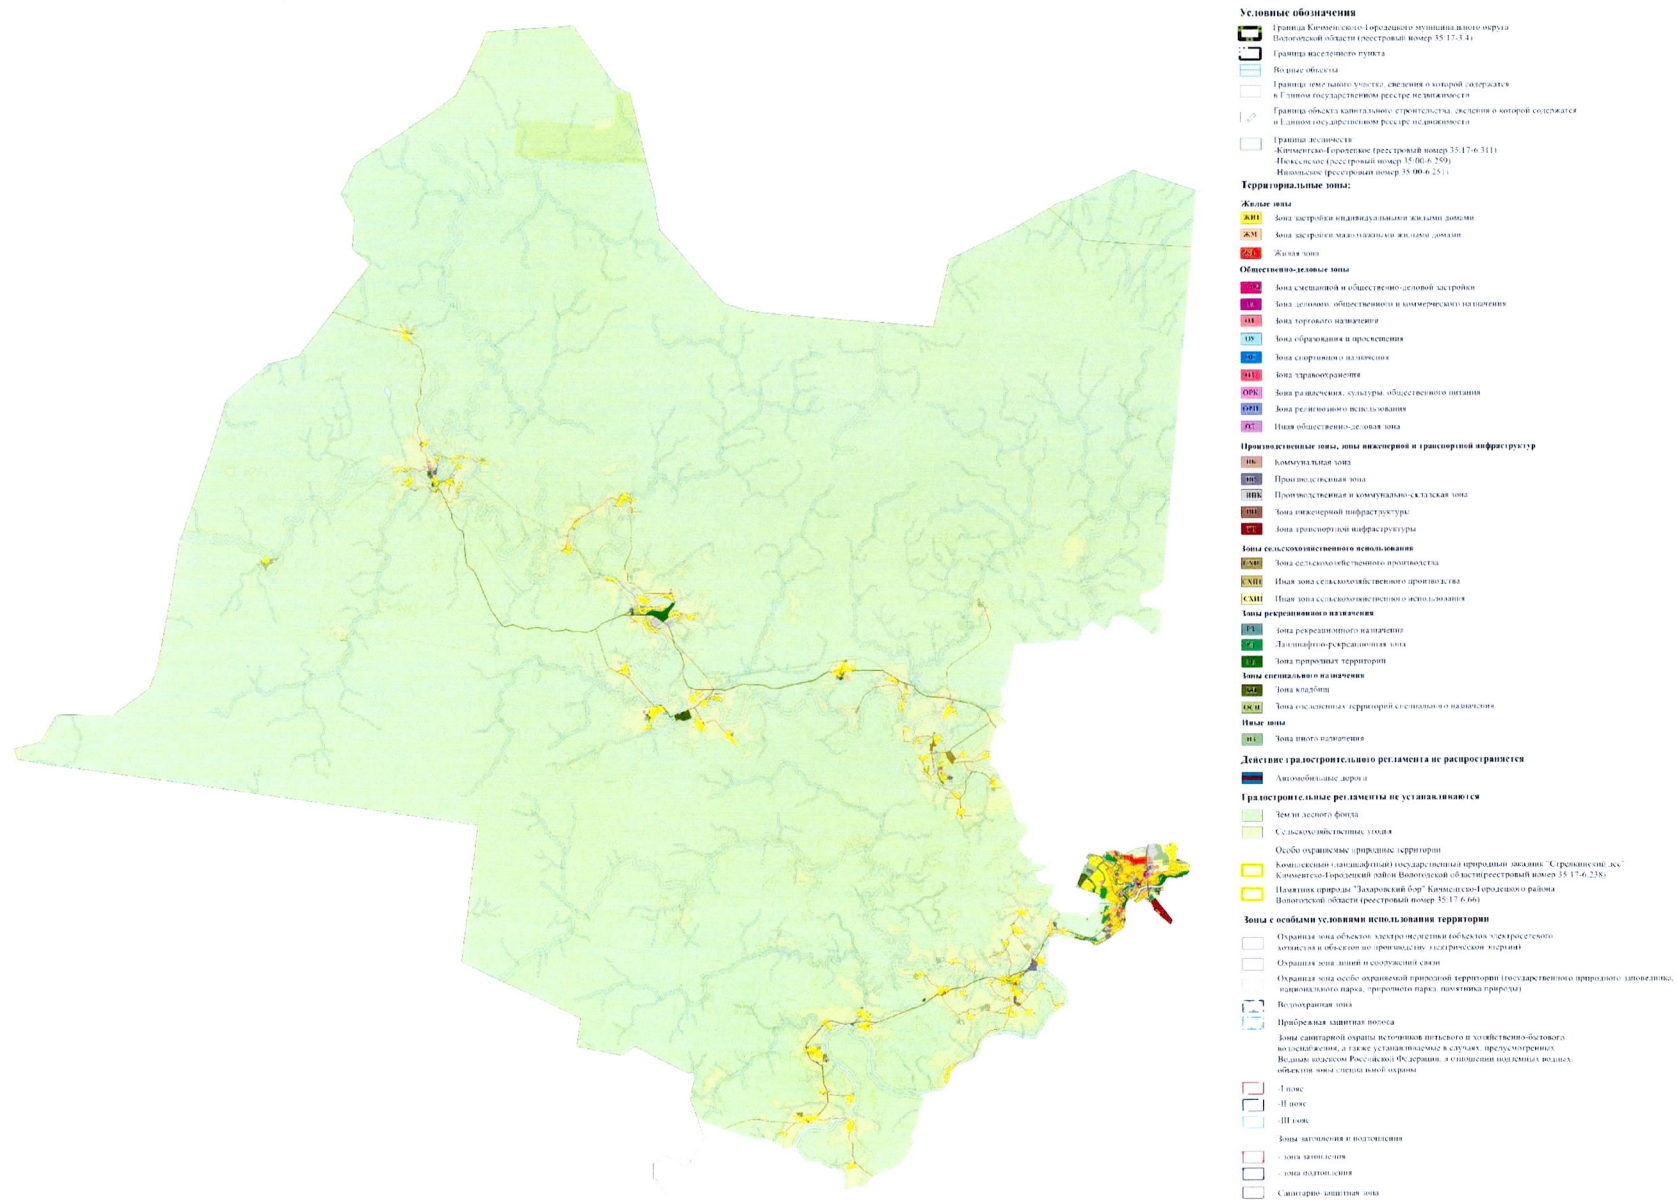 Условные обозначения
Граница Кичменгско-Городецкого муниципального округа
Вологодской области (реестровый номер 35:17-3.4)
Граница населенного пункта
Водные объекты
Граница земельного участка, сведения о которой содержатся
в Едином государственном реестре недвижимости
Граница объекта капитального строительства, сведения о которой содержатся
в Едином государственном реестре недвижимости
Граница лесничеств:
-Кичменгско-Городецкое (реестровый номер 35:17-6.311)
-Нюксенское (реестровый номер 35:00-6.259)
-Никольское (реестровый номер 35:00-6.251)
Территориальные зоны:
Жилые зоны
ЖИ Зона застройки индивидуальными жилыми домами
ЖМ Зона застройки малоэтажными жилыми домами
Жилая зона
Общественно-деловые зоны
Зона смешанной и общественно-деловой застройки
Зона делового, общественного и коммерческого назначения
ОТ Зона торгового назначения
ОУ Зона образования и просвещения
Зона спортивного назначения
ОЗ Зона здравоохранения
ОРК Зона развлечения, культуры, общественного питания
ОРП Зона религиозного использования
Иная общественно-деловая зона
Производственные зоны, зоны инженерной и транспортной инфраструктур
ПК Коммунальная зона
Производственная зона
ППК Производственная и коммунально-складская зона
Зона инженерной инфраструктуры
Зона транспортной инфраструктуры
Зоны сельскохозяйственного использования
Зона сельскохозяйственного производства
Иная зона сельскохозяйственного производства
СХИ Иная зона сельскохозяйственного использования
Зоны рекреационного назначения
Зона рекреационного назначения
Ландшафтно-рекреационная зона
Зона природных территорий
Зоны специального назначения
Зона кладбищ
ОСП Зона озелененных территорий специального назначения
Иные зоны
ИЗ Зона иного назначения
Действие градостроительного регламента не распространяется
Автомобильные дороги
Градостроительные регламенты не устанавливаются
Земли лесного фонда
Сельскохозяйственные угодья
Особо охраняемые природные территории
Комплексный (ландшафтный) государственный природный заказник "Стрелкинский лес"
Кичменгско-Городецкий район Вологодской области(реестровый номер 35:17-6.238)
Памятник природы "Захаровский бор" Кичменгско-Городецкого района
Вологодской области (реестровый номер 35:17-6.66)
Зоны с особыми условиями использования территории
Охранная зона объектов электроэнергетики (объектов электросетевого
хозяйства и объектов по производству электрической энергии)
Охранная зона линий и сооружений связи
Охранная зона особо охраняемой природной территории (государственного природного заповедника,
национального парка, природного парка, памятника природы)
Водоохранная зона
Прибрежная защитная полоса
Зоны санитарной охраны источников питьевого и хозяйственно-бытового
водоснабжения, а также устанавливаемые в случаях, предусмотренных
Водным кодексом Российской Федерации, в отношении подземных водных
объектов зоны специальной охраны
-I пояс
-II пояс
-III пояс
Зоны затопления и подтопления
- зона затопления
- зона подтопления
Санитарно-защитная зона